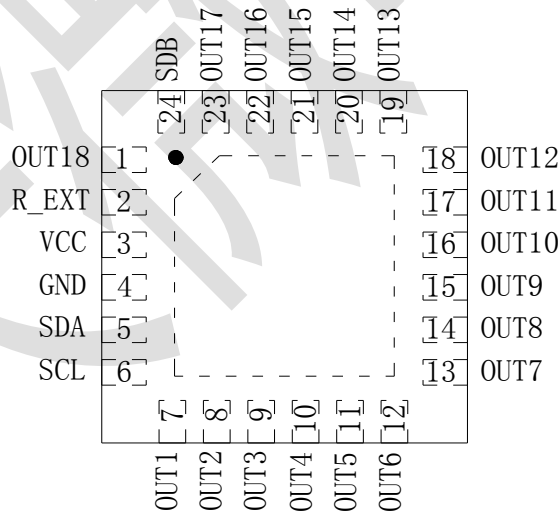 SDB OUT17 OUT16 OUT15 OUT14 OUT13
24 23 22 21 20 19
OUT18 1 18 OUT12
R_EXT 2 17 OUT11
VCC 3 16 OUT10
GND 4 15 OUT9
SDA 5 14 OUT8
SCL 6 13 OUT7
7 8 9 10 11 12
OUT1 OUT2 OUT3 OUT4 OUT5 OUT6